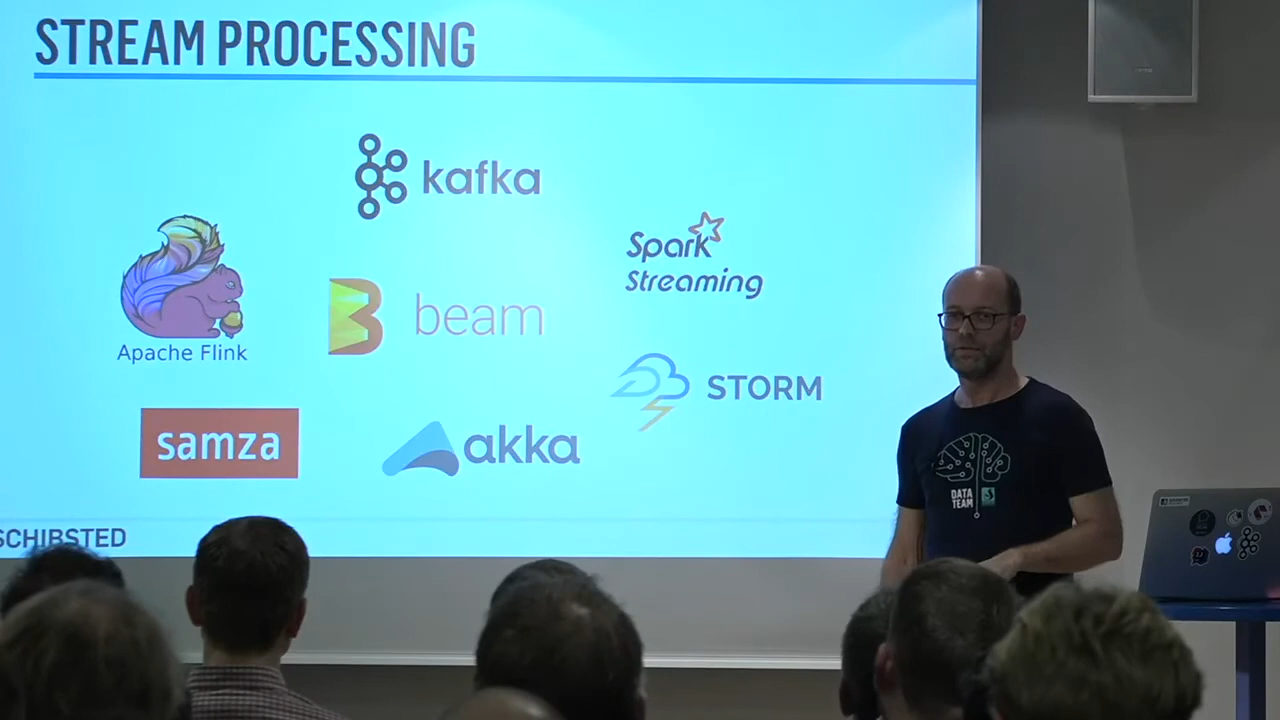 STREAM PROCESSING
kafka
Spark
Streaming
beam
Apache Flink
STORM
samza
akka
SCHIBSTED
DATA
TEAM